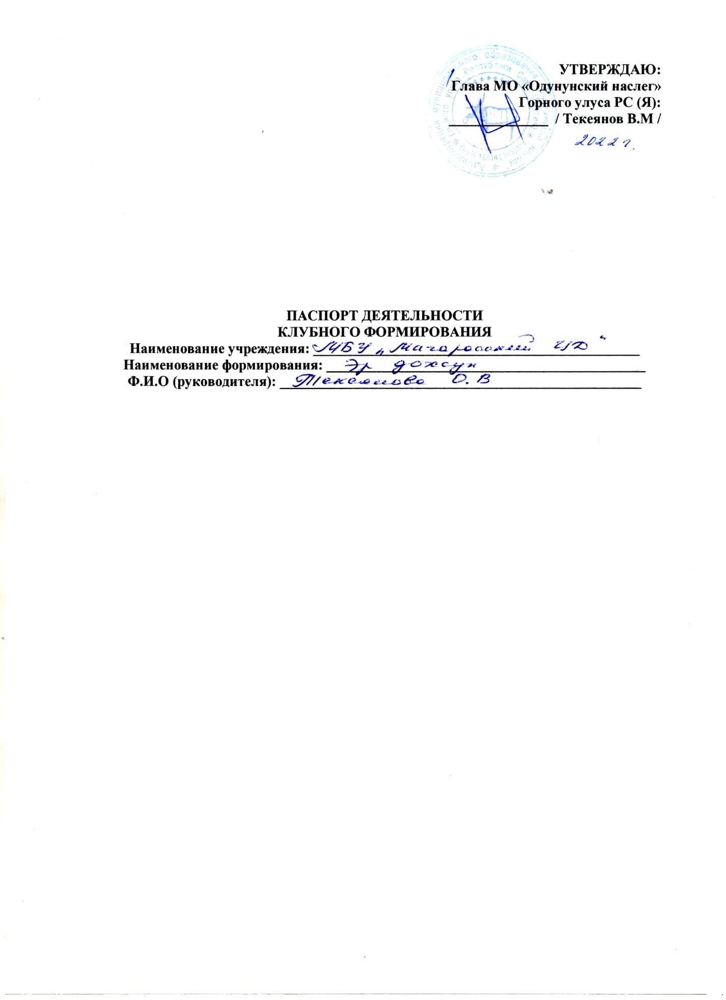 УТВЕРЖДАЮ:
Глава МО «Одунунский наслег»
Горного улуса РС (Я):
/ Текеянов В.М /
2022 г.
ПАСПОРТ ДЕЯТЕЛЬНОСТИ
КЛУБНОГО ФОРМИРОВАНИЯ
Наименование учреждения: МБУ „Магарасский ЦД“
Наименование формирования: Эр дохсун
Ф.И.О (руководителя): Текеянова О. В